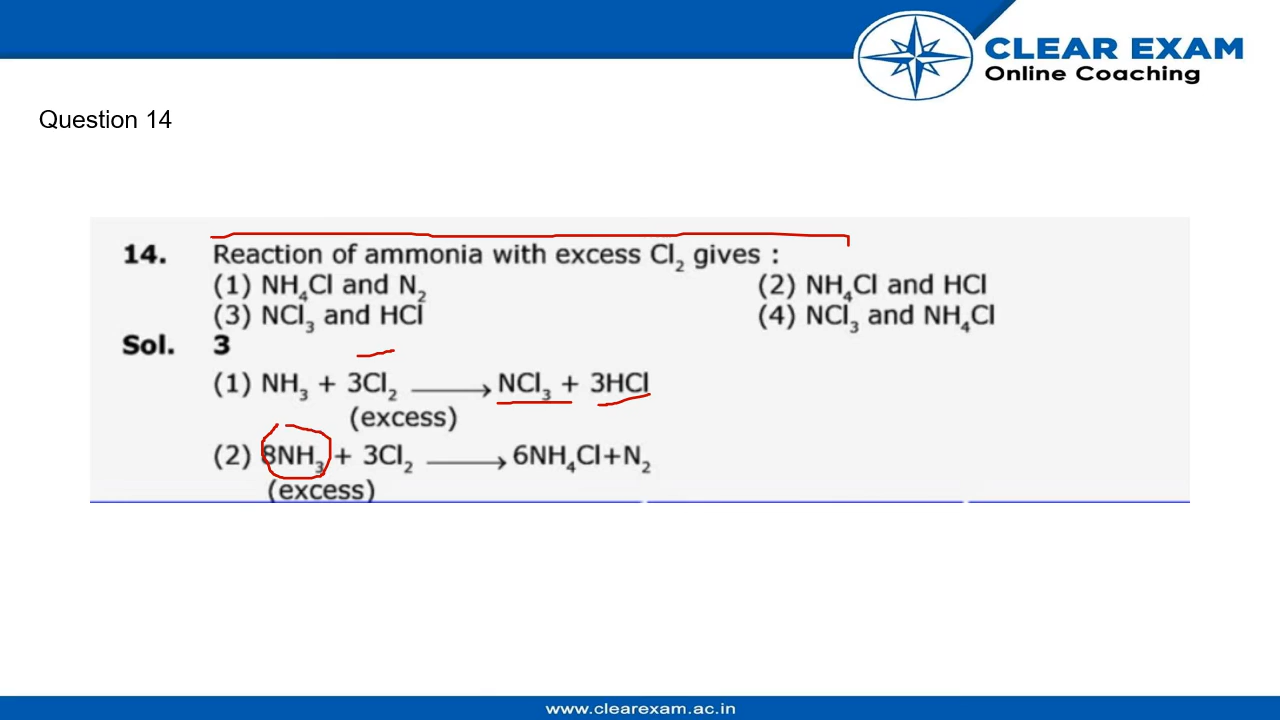 CLEAR EXAM
Online Coaching
Question 14
14. Reaction of ammonia with excess Cl₂ gives :
(1) NH₄Cl and N₂ (2) NH₄Cl and HCl
(3) NCl₃ and HCl (4) NCl₃ and NH₄Cl
Sol. 3
(1) NH₃ + 3Cl₂ ⟶ NCl₃ + 3HCl
(excess)
(2) 8NH₃ + 3Cl₂ ⟶ 6NH₄Cl+N₂
(excess)
www.clearexam.ac.in